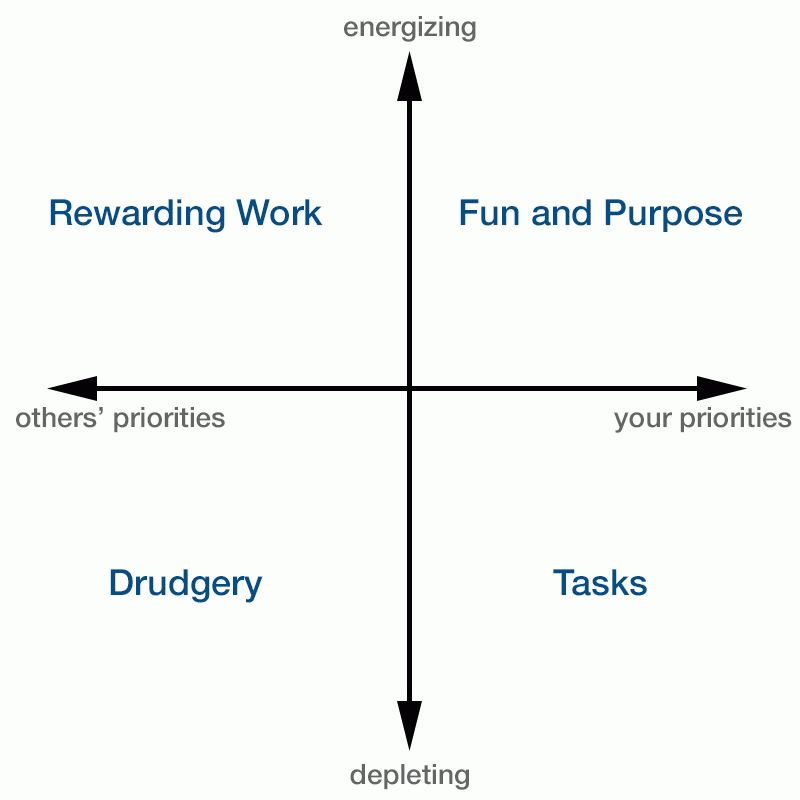 energizing
Rewarding Work
Fun and Purpose
others’ priorities
your priorities
Drudgery
Tasks
depleting